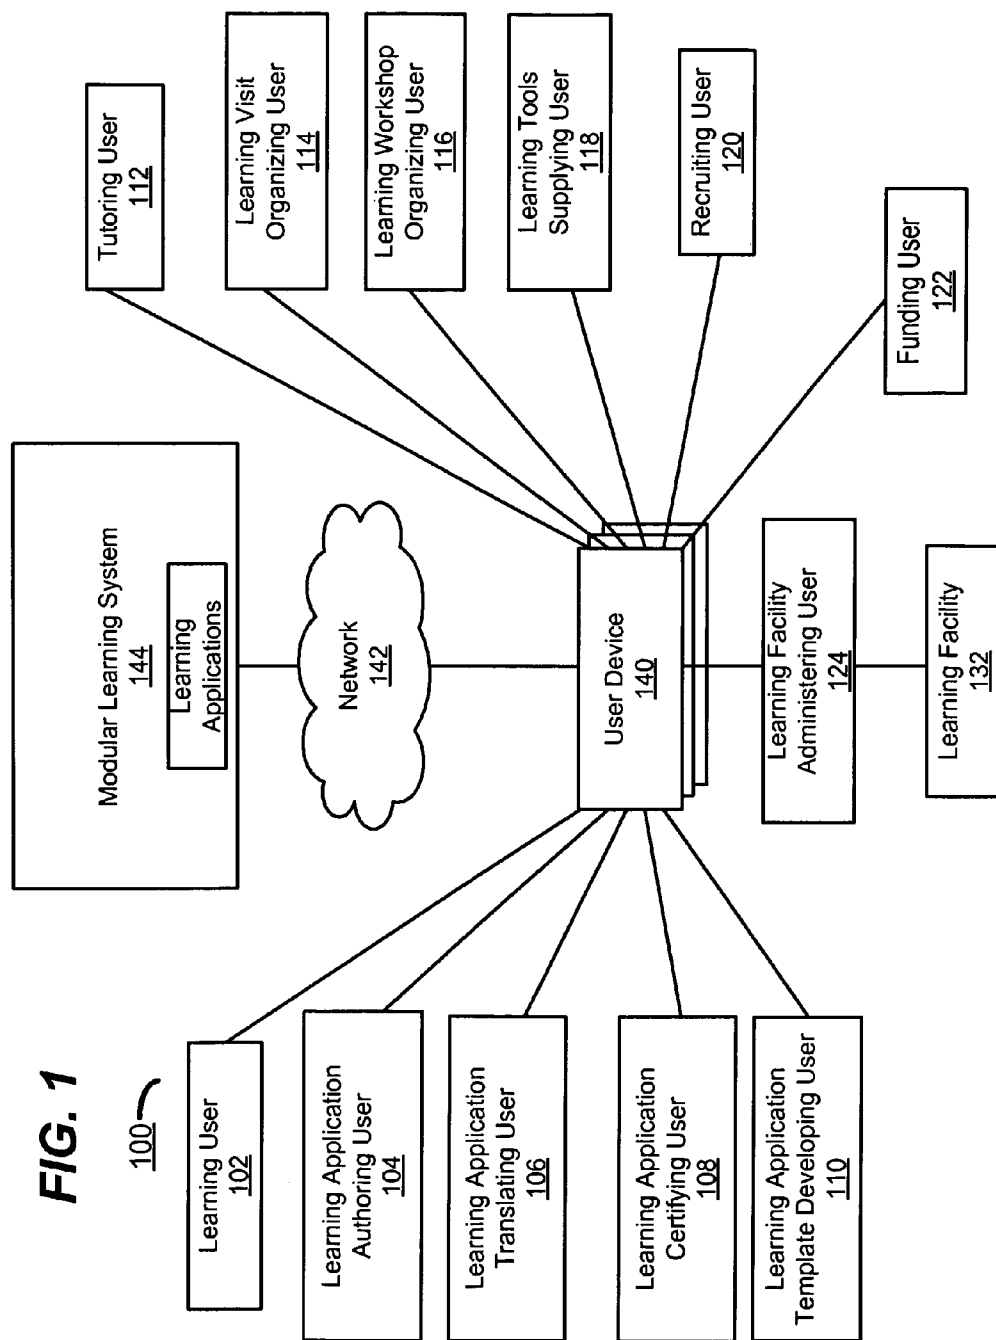 FIG. 1
100
Modular Learning System
144
Learning
Applications
Network
142
User Device
140
Learning User
102
Learning Application
Authoring User
104
Learning Application
Translating User
106
Learning Application
Certifying User
108
Learning Application
Template Developing User
110
Tutoring User
112
Learning Visit
Organizing User
114
Learning Workshop
Organizing User
116
Learning Tools
Supplying User
118
Recruiting User
120
Funding User
122
Learning Facility
Administering User
124
Learning Facility
132